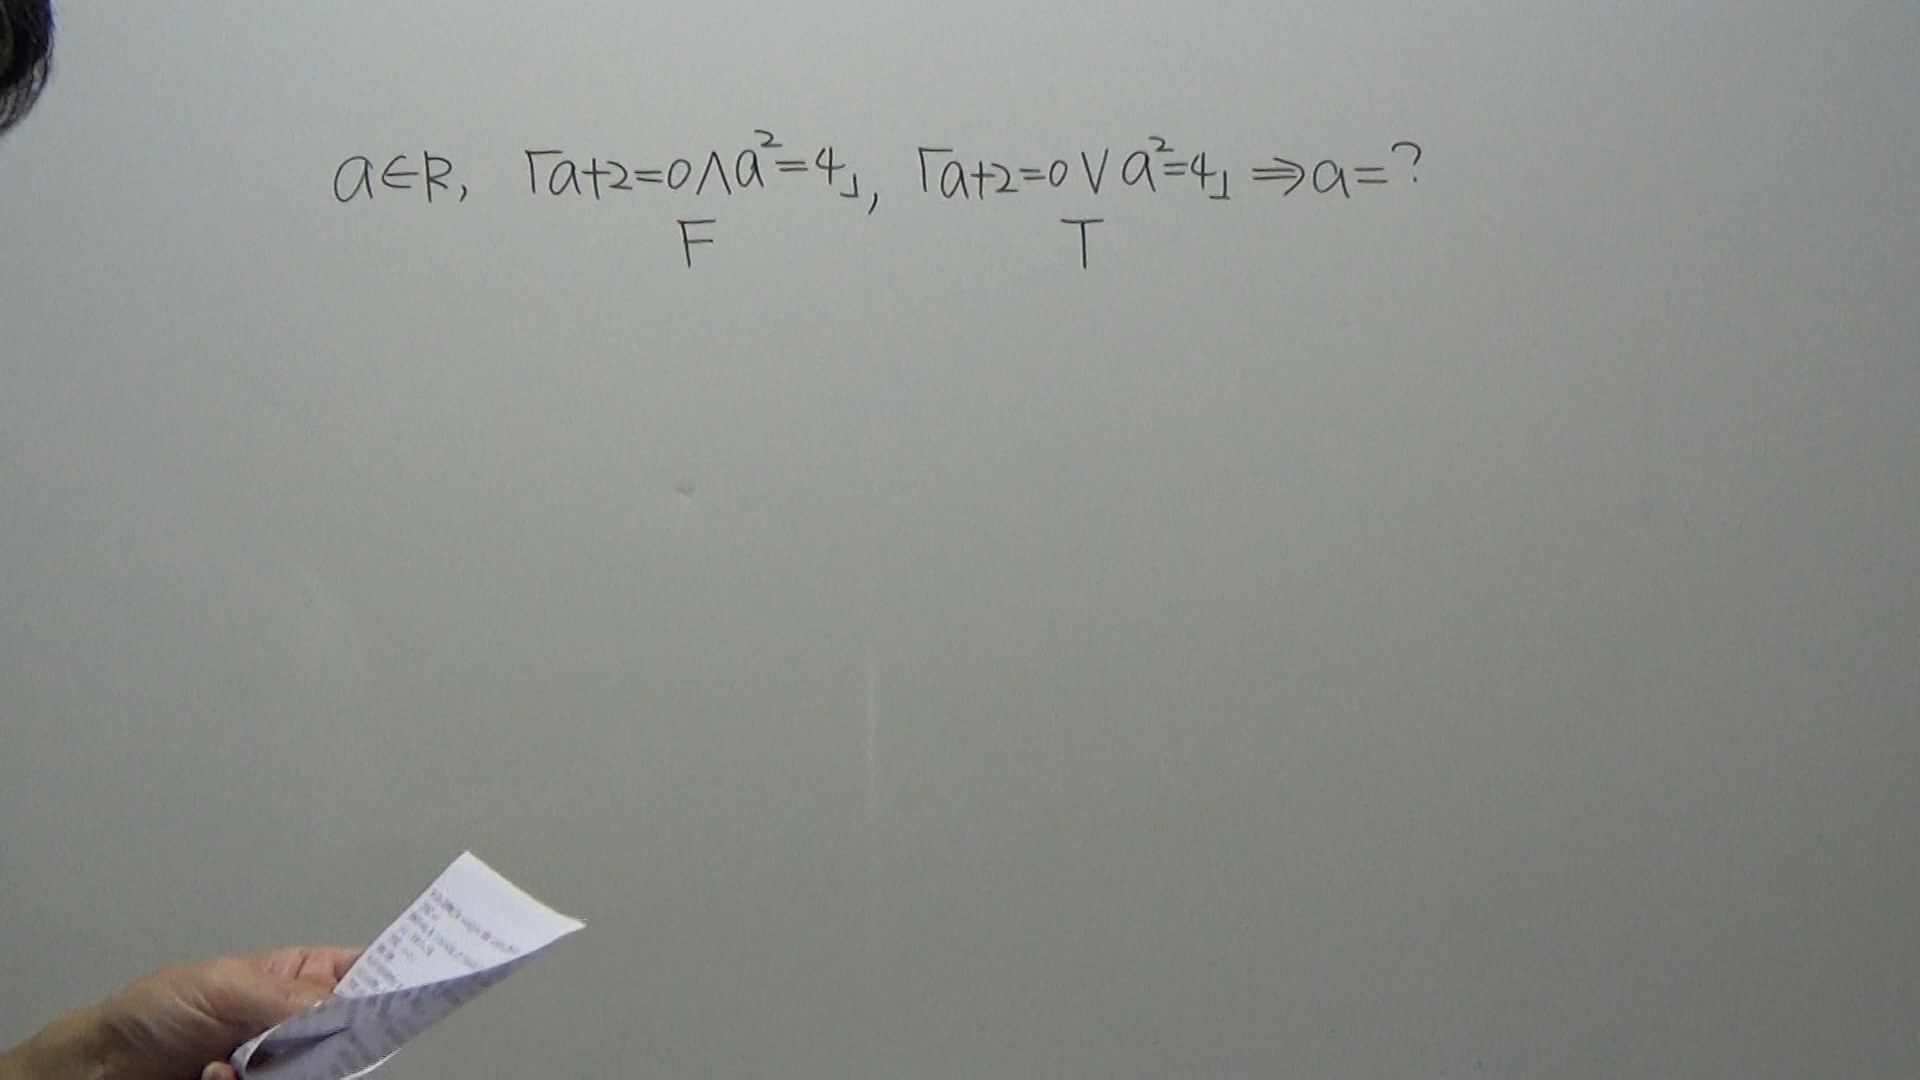 a∈R, 「a+2=0∧a²=4」, 「a+2=0∨a²=4」⇒a=?
F T